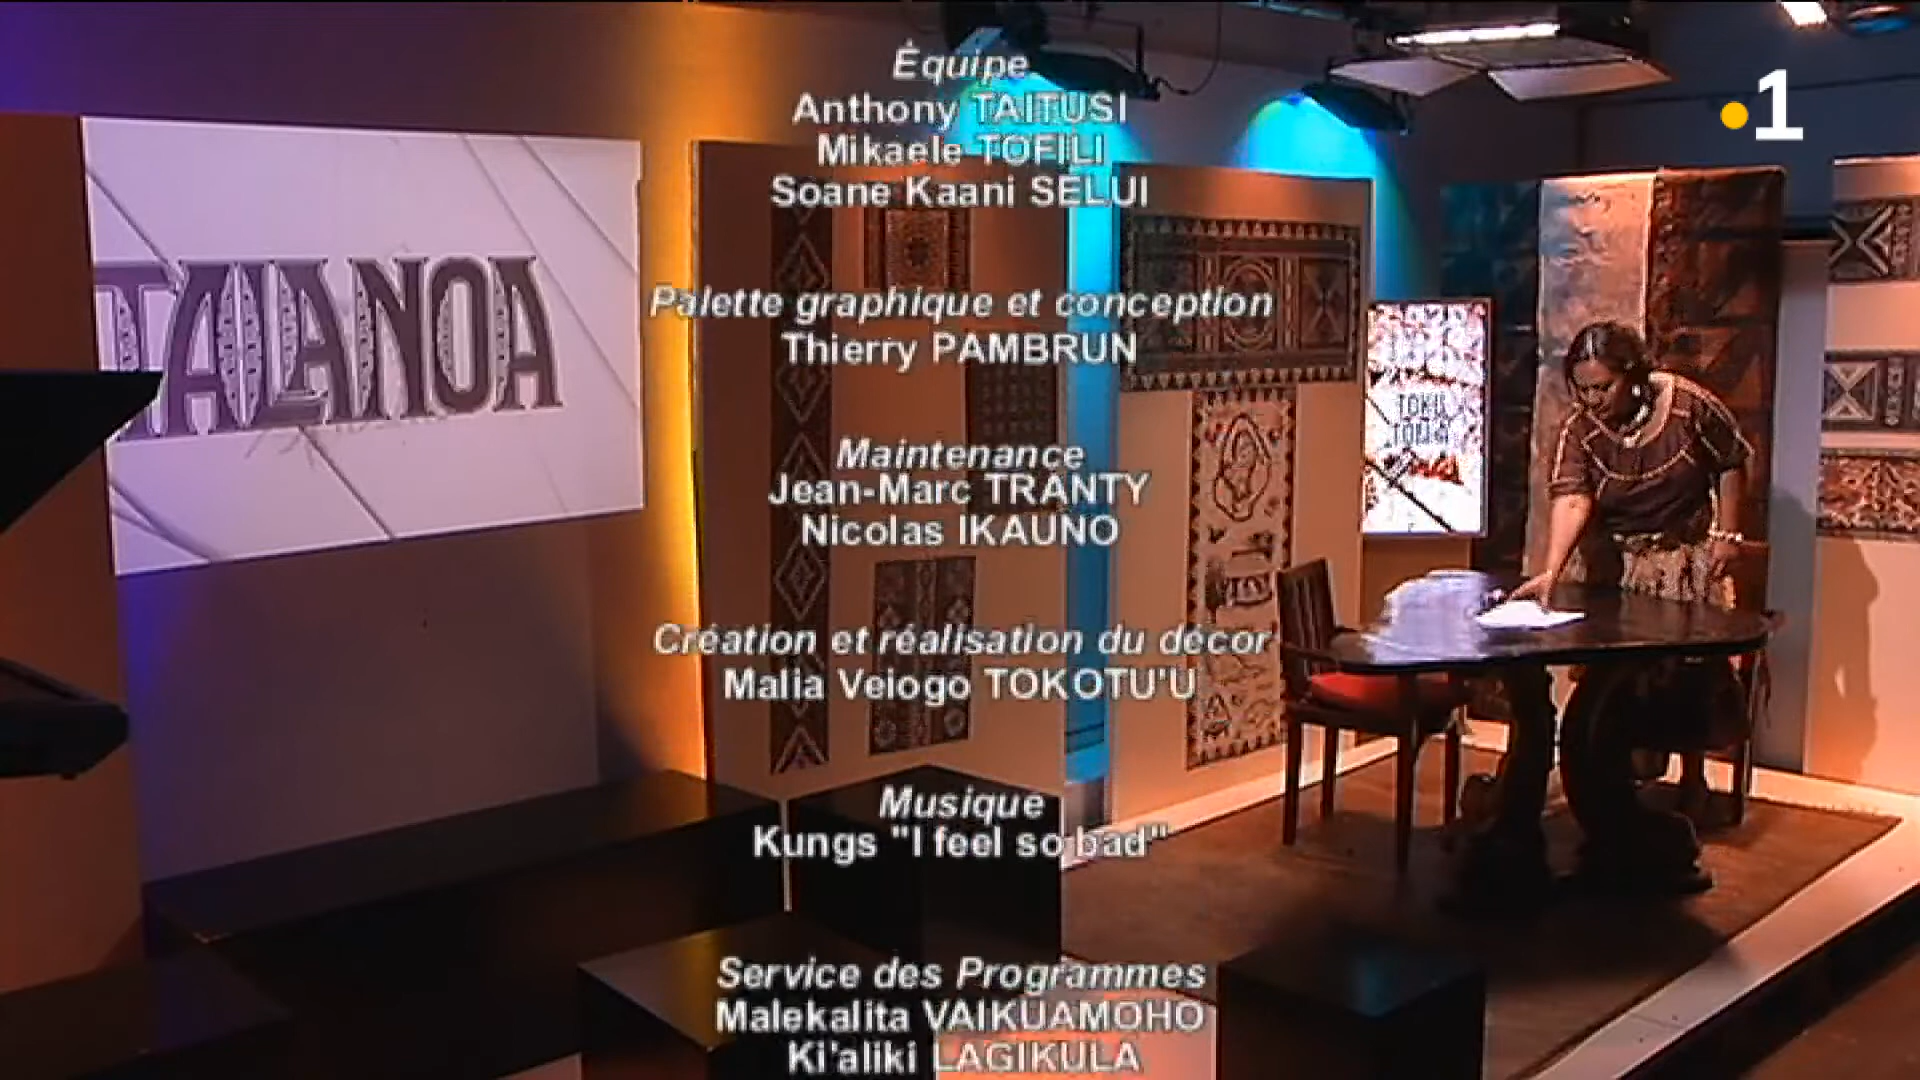 Équipe
Anthony TAITUSI
Mikaele TOFILI
Soane Kaani SELUI
Palette graphique et conception
Thierry PAMBRUN
Maintenance
Jean-Marc TRANTY
Nicolas IKAUNO
Création et réalisation du décor
Malia Veiogo TOKOTU'U
Musique
Kungs "I feel so bad"
Service des Programmes
Malekalita VAIKUAMOHO
Ki'aliki LAGIKULA
TALANOA
1